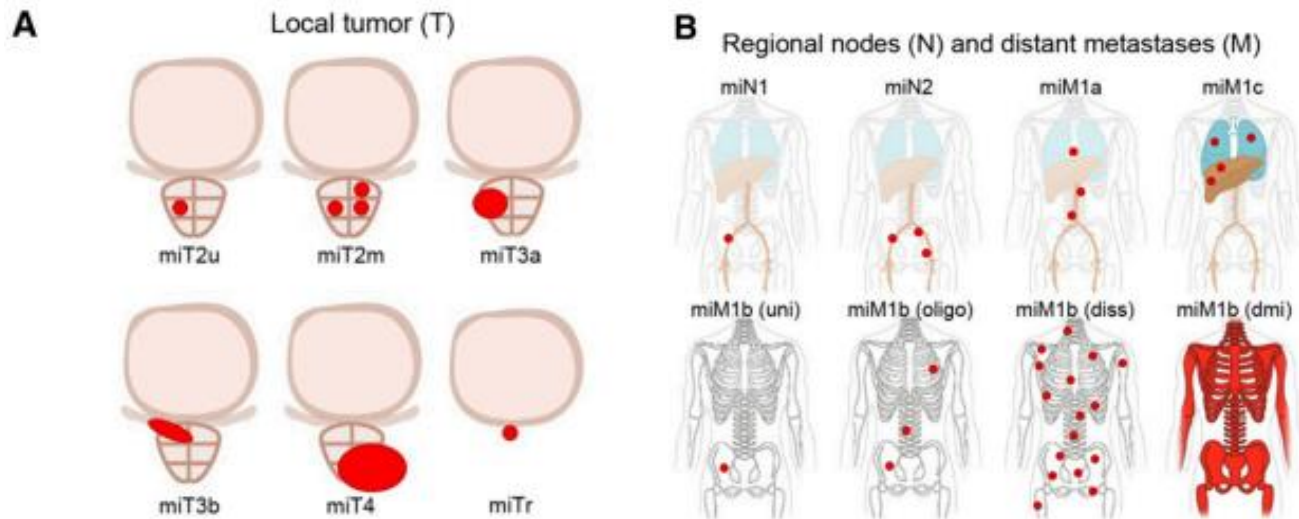 A
Local tumor (T)
miT2u
miT2m
miT3a
miT3b
miT4
miTr
B
Regional nodes (N) and distant metastases (M)
miN1
miN2
miM1a
miM1c
miM1b (uni)
miM1b (oligo)
miM1b (diss)
miM1b (dmi)